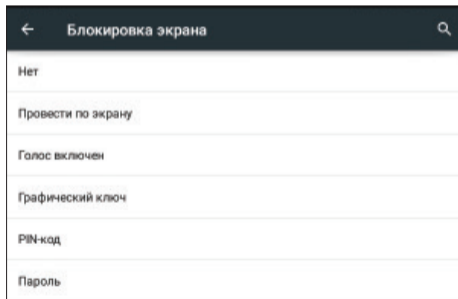 Блокировка экрана
Нет
Провести по экрану
Голос включен
Графический ключ
PIN-код
Пароль